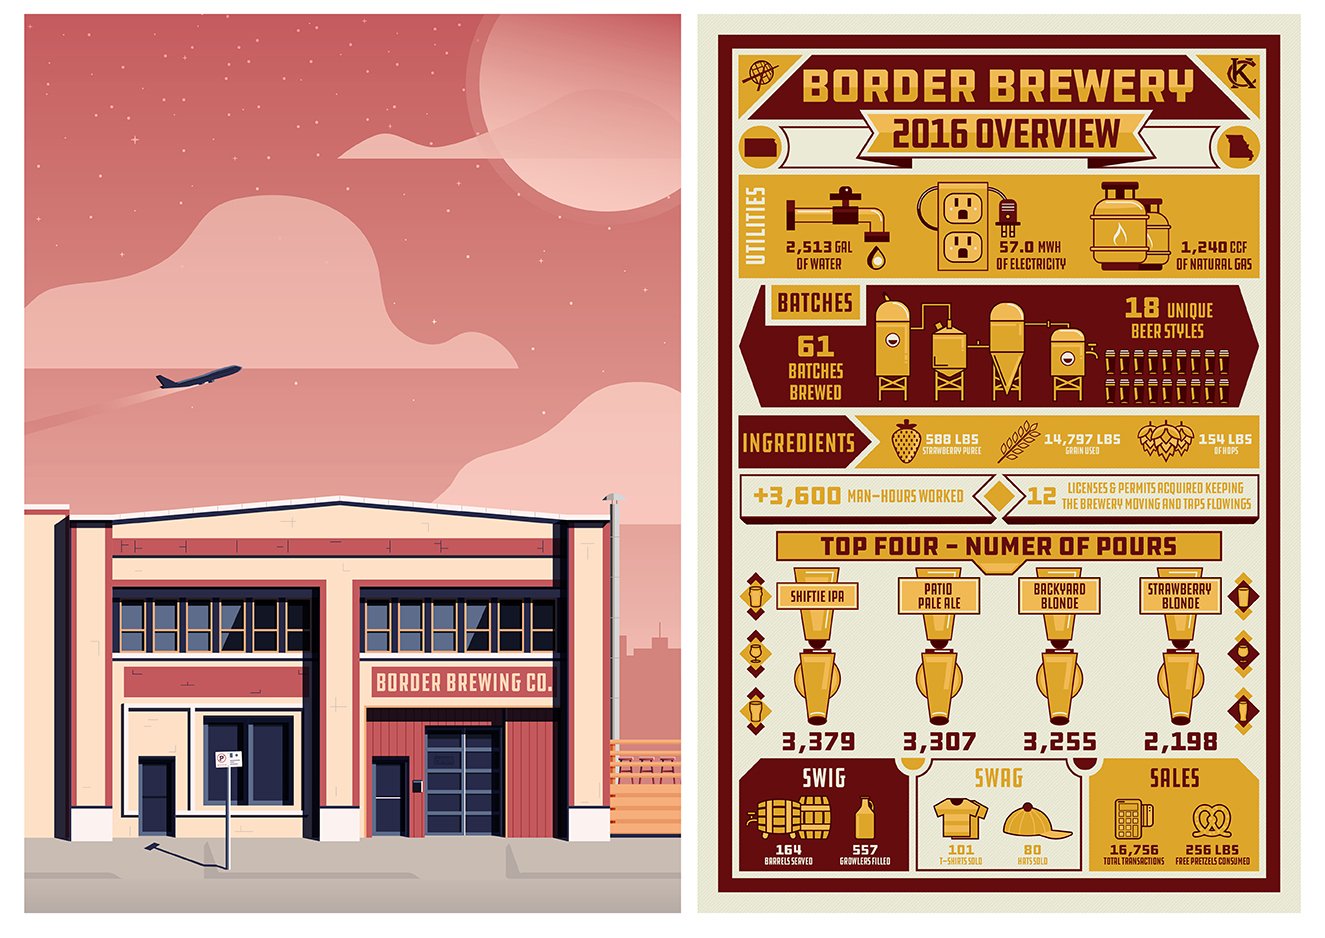 BORDER BREWING CO.
P
KC
BORDER BREWERY
2016 OVERVIEW
UTILITIES
2,513 GAL
OF WATER
57.0 MWH
OF ELECTRICITY
1,240 CCF
OF NATURAL GAS
BATCHES
61
BATCHES
BREWED
18 UNIQUE
BEER STYLES
INGREDIENTS
588 LBS
STRAWBERRY PUREE
14,797 LBS
GRAIN USED
154 LBS
OF HOPS
+3,600 MAN-HOURS WORKED
12
LICENSES & PERMITS ACQUIRED KEEPING
THE BREWERY MOVING AND TAPS FLOWINGS
TOP FOUR - NUMER OF POURS
SHIFTIE IPA
PATIO
PALE ALE
BACKYARD
BLONDE
STRAWBERRY
BLONDE
3,379
3,307
3,255
2,198
SWIG
164
BARRELS SERVED
557
GROWLERS FILLED
SWAG
101
T-SHIRTS SOLD
80
HATS SOLD
SALES
16,756
TOTAL TRANSACTIONS
256 LBS
FREE PRETZELS CONSUMED